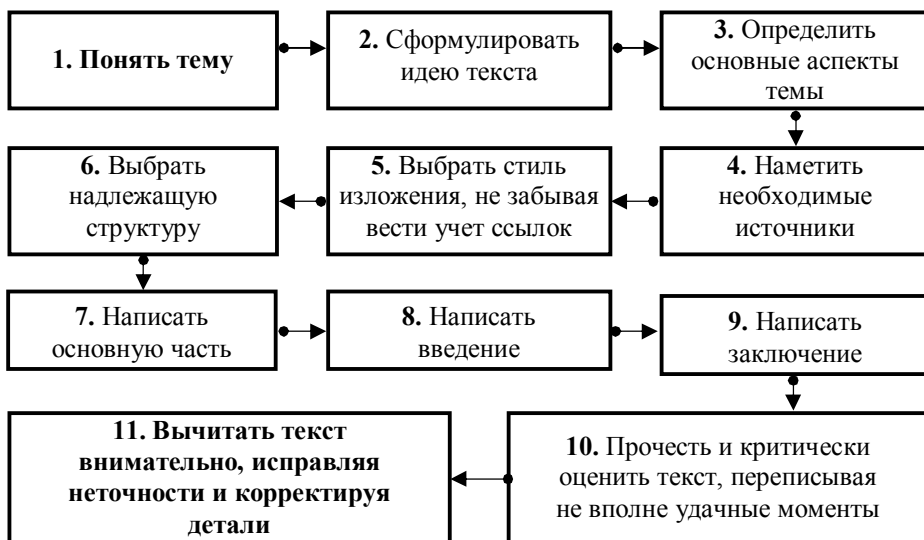 1. Понять тему
2. Сформулировать
идею текста
3. Определить
основные аспекты
темы
4. Наметить
необходимые
источники
5. Выбрать стиль
изложения, не забывая
вести учет ссылок
6. Выбрать
надлежащую
структуру
7. Написать
основную часть
8. Написать
введение
9. Написать
заключение
10. Прочесть и критически
оценить текст, переписывая
не вполне удачные моменты
11. Вычитать текст
внимательно, исправляя
неточности и корректируя
детали